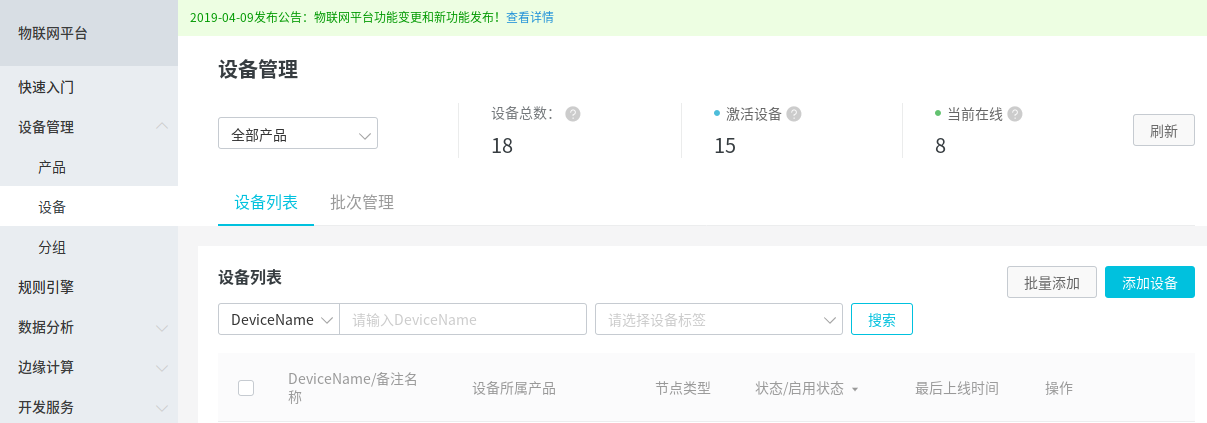 物联网平台
快速入门
设备管理
产品
设备
分组
规则引擎
数据分析
边缘计算
开发服务
2019-04-09发布公告：物联网平台功能变更和新功能发布！查看详情
设备管理
全部产品
设备总数： ?
18
激活设备 ?
15
当前在线 ?
8
刷新
设备列表 批次管理
设备列表
批量添加 添加设备
DeviceName 请输入DeviceName 请选择设备标签 搜索
DeviceName/备注名
称
设备所属产品 节点类型 状态/启用状态 最后上线时间 操作